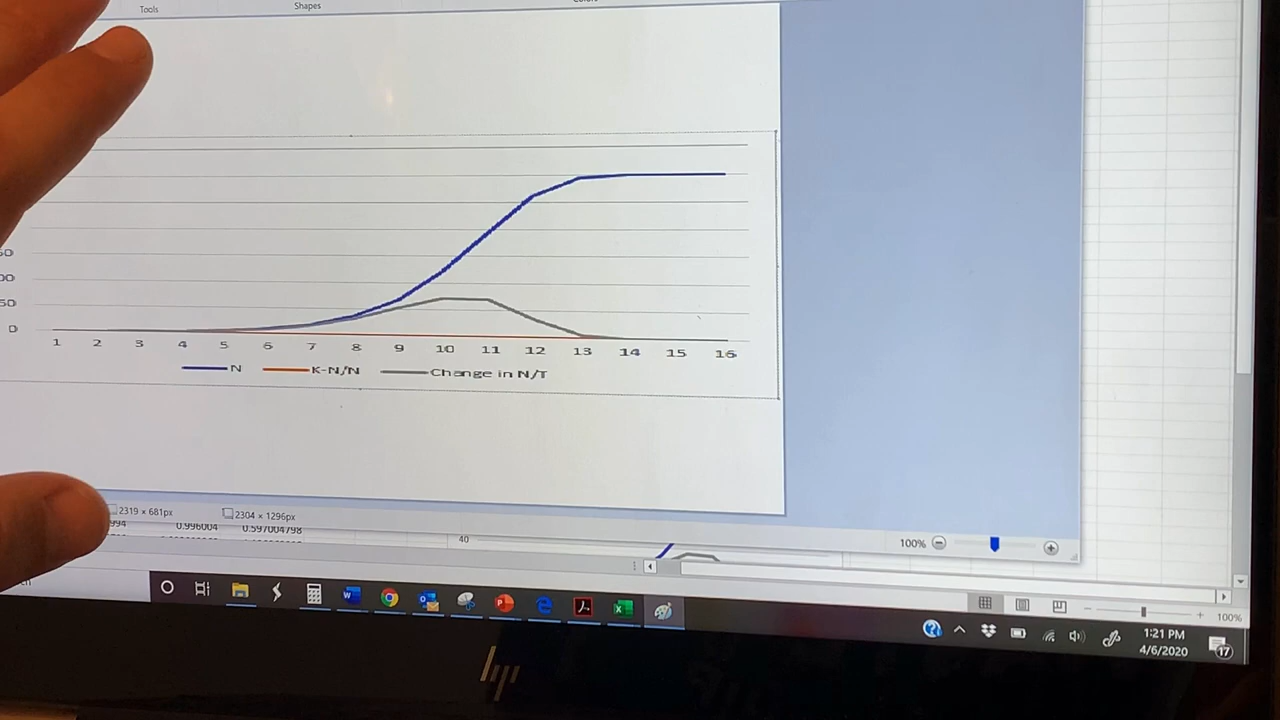 Tools
Shapes
50
0
1 2 3 4 5 6 7 8 9 10 11 12 13 14 15 16
N K-N/N Change in N/T
2319 × 681px 2304 × 1296px
994 0.996004 0.597004798
40
100%
100%
1:21 PM
4/6/2020
17
hp